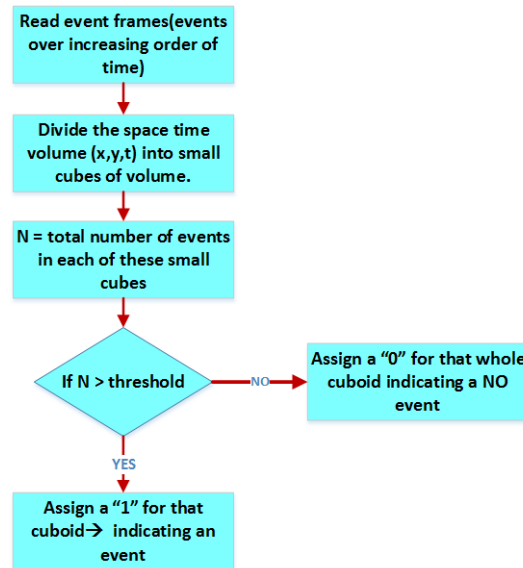 Read event frames(events
over increasing order of
time)
Divide the space time
volume (x,y,t) into small
cubes of volume.
N = total number of events
in each of these small
cubes
If N > threshold
NO
Assign a “0” for that whole
cuboid indicating a NO
event
YES
Assign a “1” for that
cuboid→ indicating an
event